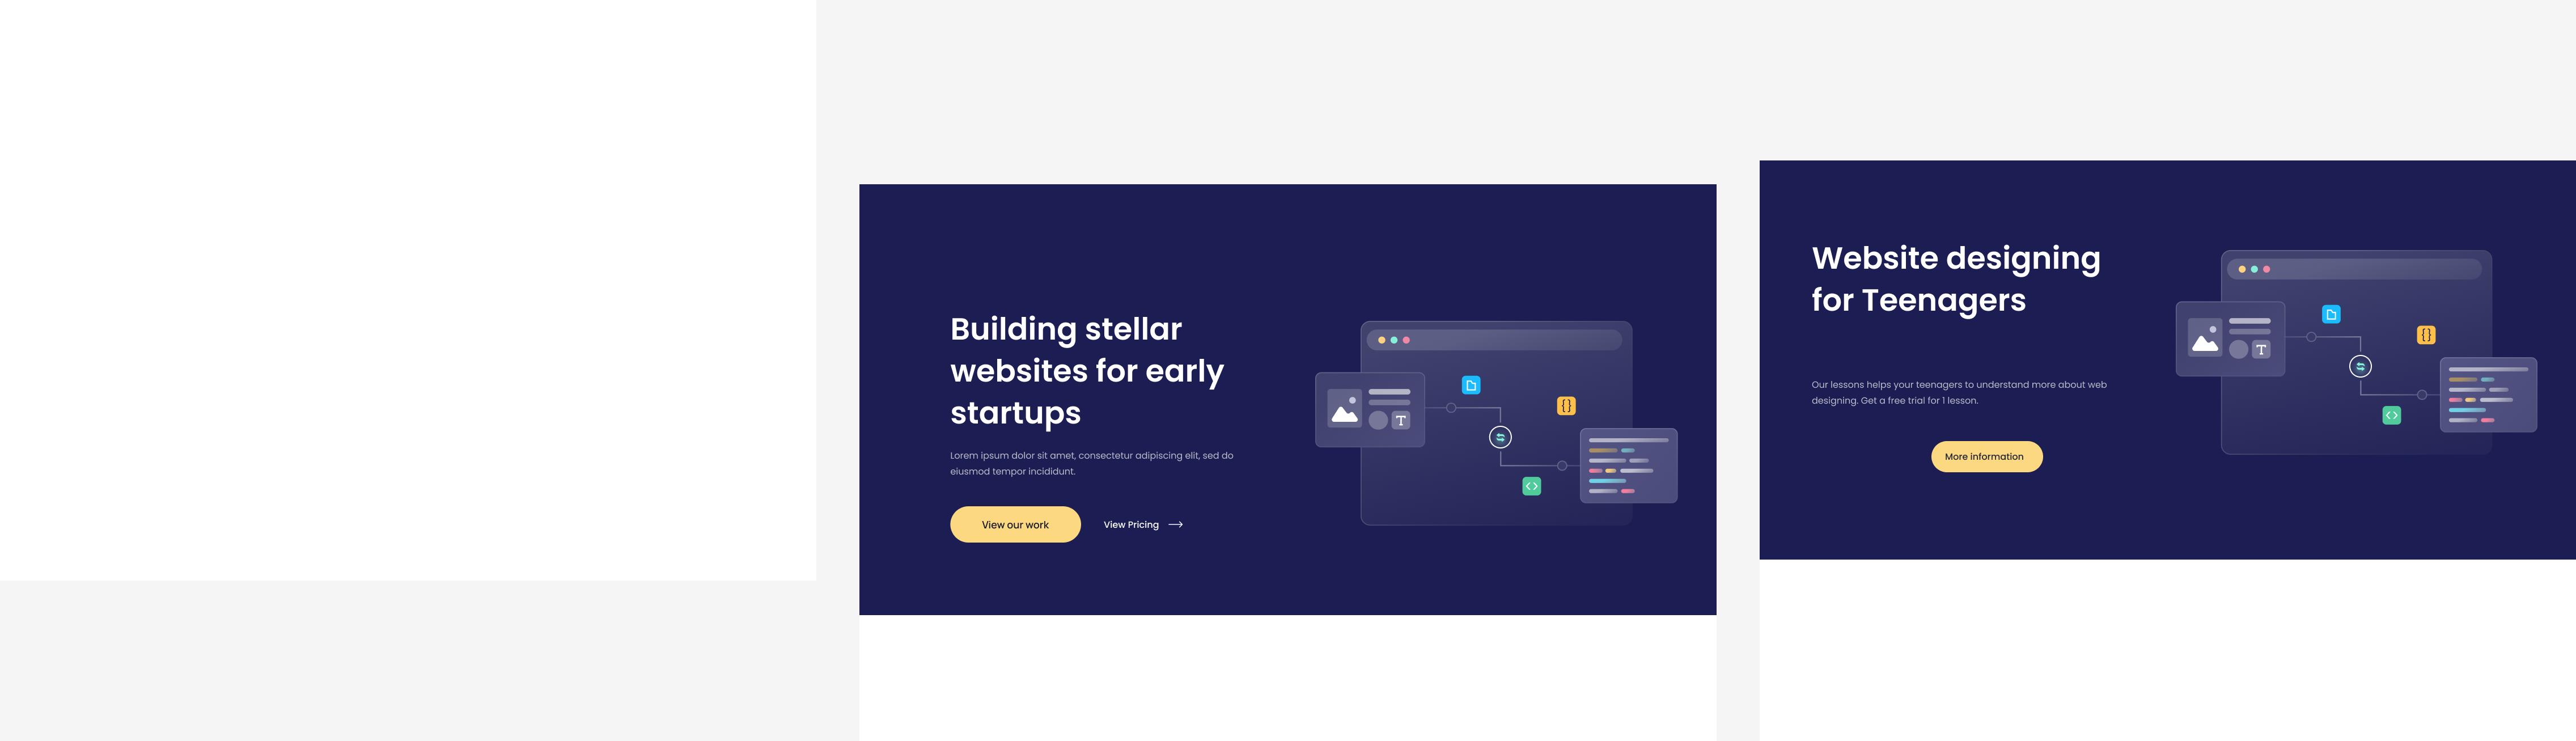 Building stellar
websites for early
startups
Lorem ipsum dolor sit amet, consectetur adipiscing elit, sed do
eiusmod tempor incididunt.
View our work
View Pricing
T
{}
<>
Website designing
for Teenagers
Our lessons helps your teenagers to understand more about web
designing. Get a free trial for 1 lesson.
More information
T
{}
<>